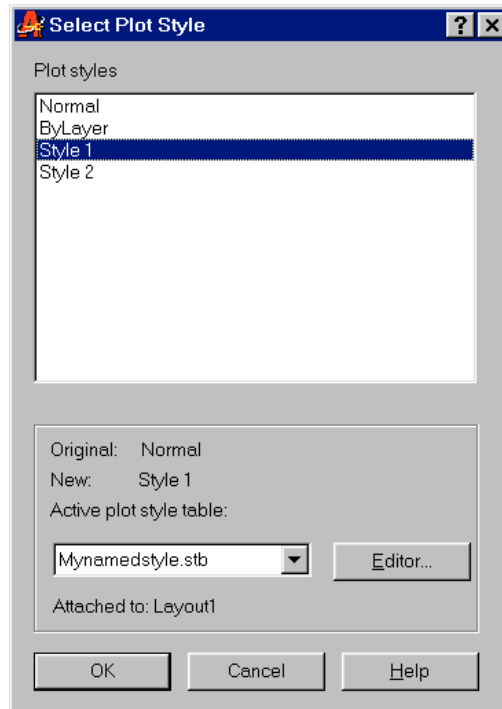 Select Plot Style
Plot styles
Normal
ByLayer
Style 1
Style 2
Original: Normal
New: Style 1
Active plot style table:
Mynamedstyle.stb
Editor...
Attached to: Layout1
OK Cancel Help